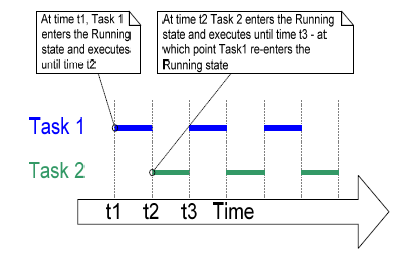 At time t1, Task 1
enters the Running
state and executes
until time t2
At time t2 Task 2 enters the Running
state and executes until time t3 - at
which point Task1 re-enters the
Running state
Task 1
Task 2
t1 t2 t3 Time